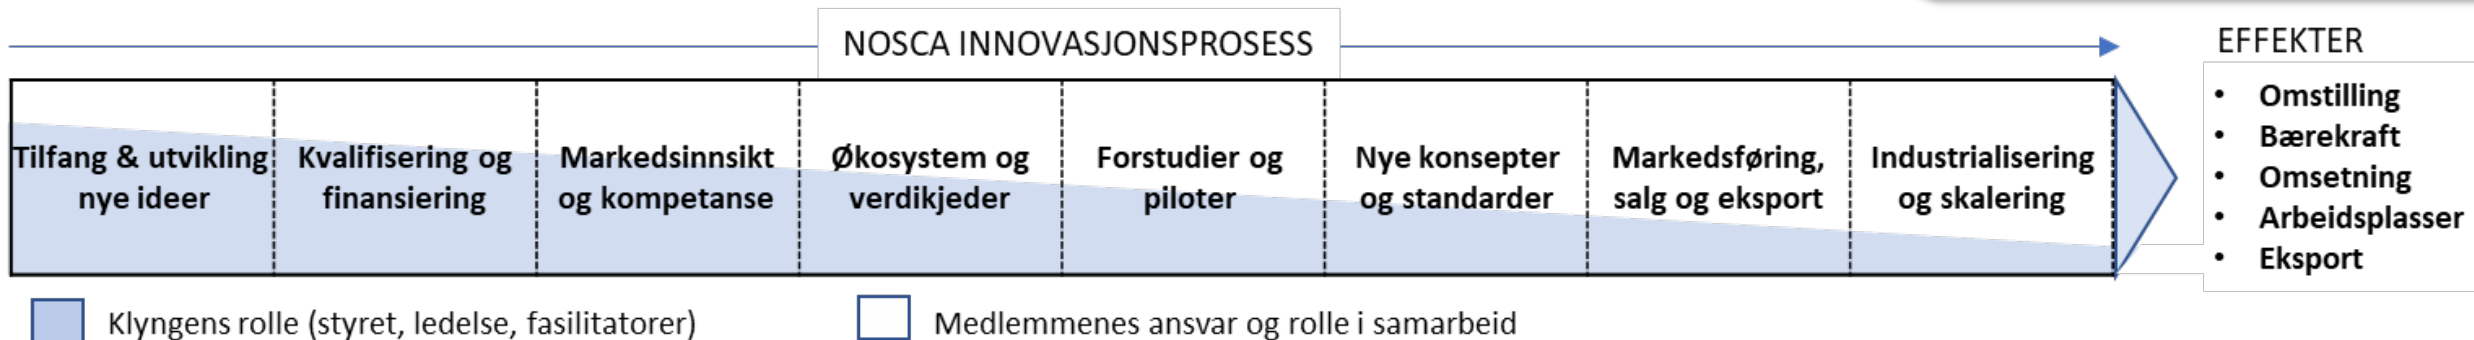 NOSCA INNOVASJONSPROSESS
Tilfang & utvikling
nye ideer
Kvalifisering og
finansiering
Markedsinnsikt
og kompetanse
Økosystem og
verdikjeder
Forstudier og
piloter
Nye konsepter
og standarder
Markedsføring,
salg og eksport
Industrialisering
og skalering
EFFEKTER
• Omstilling
• Bærekraft
• Omsetning
• Arbeidsplasser
• Eksport
Klyngens rolle (styret, ledelse, fasilitatorer)
Medlemmenes ansvar og rolle i samarbeid